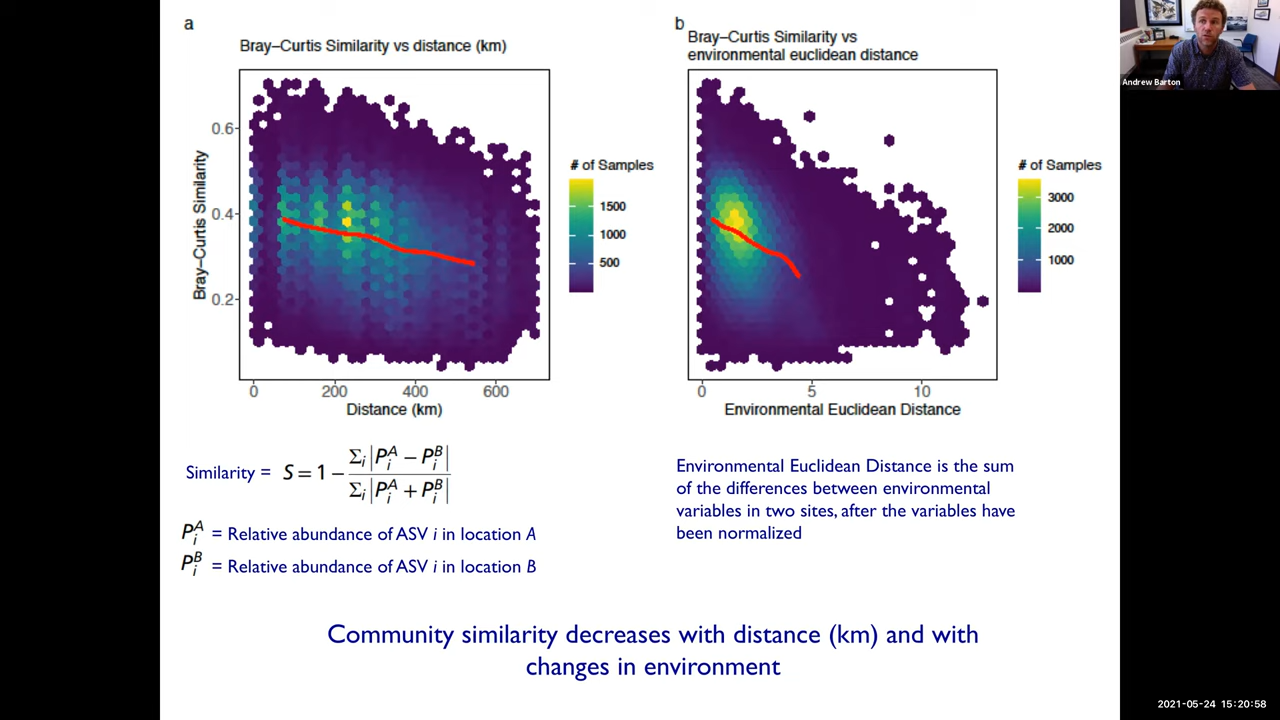 a
Bray–Curtis Similarity vs distance (km)
Bray–Curtis Similarity
0.6
0.4
0.2
0 200 400 600
Distance (km)
# of Samples
1500
1000
500
b
Bray–Curtis Similarity vs
environmental euclidean distance
0 5 10
Environmental Euclidean Distance
# of Samples
3000
2000
1000
Andrew Barton
Similarity = S = 1 − Σi |PiA − PiB| / Σi |PiA + PiB|
PiA = Relative abundance of ASV i in location A
PiB = Relative abundance of ASV i in location B
Environmental Euclidean Distance is the sum
of the differences between environmental
variables in two sites, after the variables have
been normalized
Community similarity decreases with distance (km) and with
changes in environment
2021-05-24 15:20:58